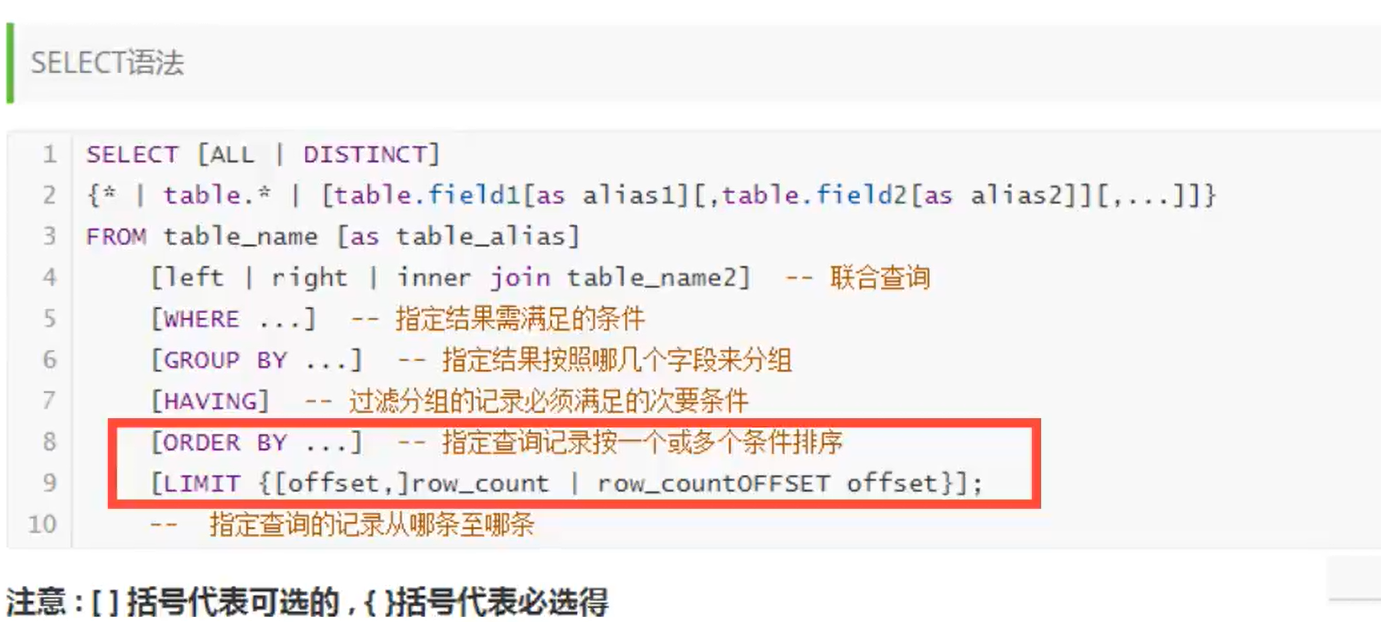 SELECT语法
1 SELECT [ALL | DISTINCT]
2 {* | table.* | [table.field1[as alias1][,table.field2[as alias2]][,...]]}
3 FROM table_name [as table_alias]
4 [left | right | inner join table_name2] -- 联合查询
5 [WHERE ...] -- 指定结果需满足的条件
6 [GROUP BY ...] -- 指定结果按照哪几个字段来分组
7 [HAVING] -- 过滤分组的记录必须满足的次要条件
8 [ORDER BY ...] -- 指定查询记录按一个或多个条件排序
9 [LIMIT {[offset,]row_count | row_countOFFSET offset}];
10 -- 指定查询的记录从哪条至哪条
注意 : [ ] 括号代表可选的 , { }括号代表必选得